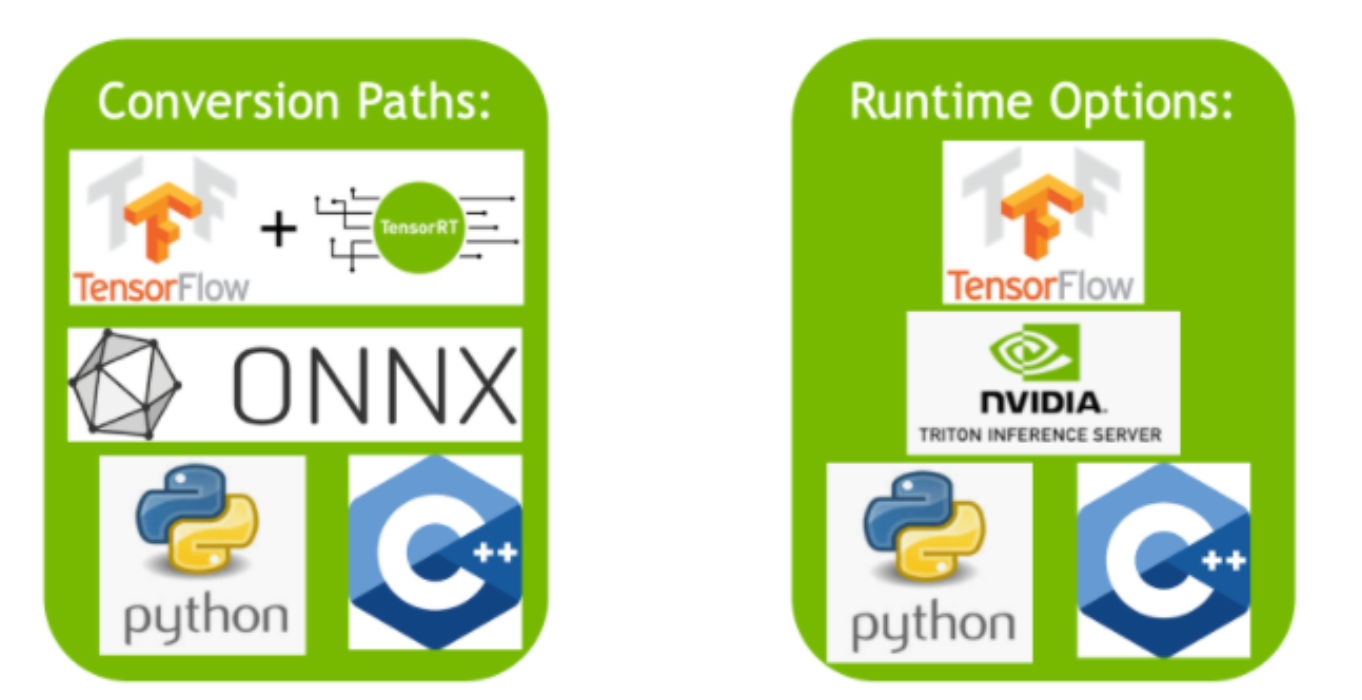 Conversion Paths:
TensorFlow
+
TensorRT
ONNX
python
C++
Runtime Options:
TensorFlow
NVIDIA.
TRITON INFERENCE SERVER
python
C++